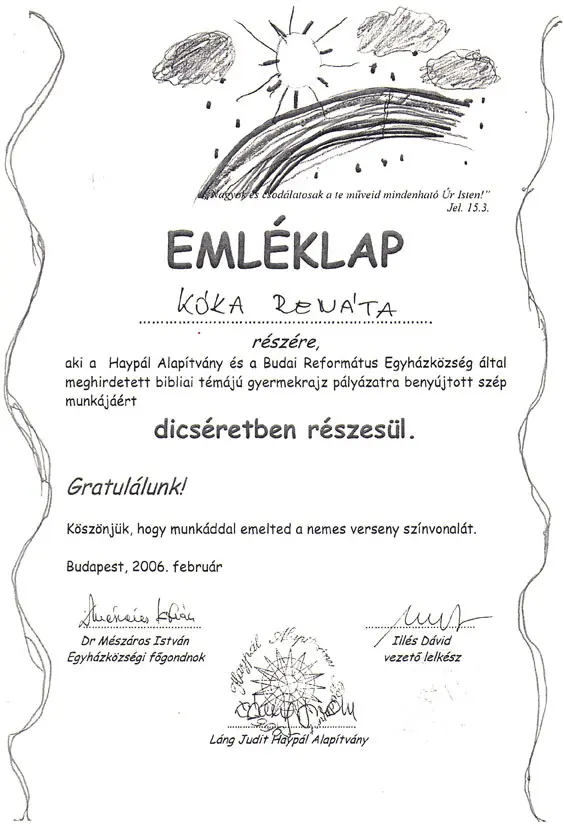 „Nagyok és csodálatosak a te műveid mindenható Úr Isten!”
Jel. 15.3.
EMLÉKLAP
KÓKA RENÁTA
részére,
aki a Haypál Alapítvány és a Budai Református Egyházközség által
meghirdetett bibliai témájú gyermekrajz pályázatra benyújtott szép
munkájáért
dicséretben részesül.
Gratulálunk!
Köszönjük, hogy munkáddal emelted a nemes verseny színvonalát.
Budapest, 2006. február
Dr Mészáros István
Egyházközségi főgondnok
Illés Dávid
vezető lelkész
Haypál Alapítvány
Láng Judit Haypál Alapítvány